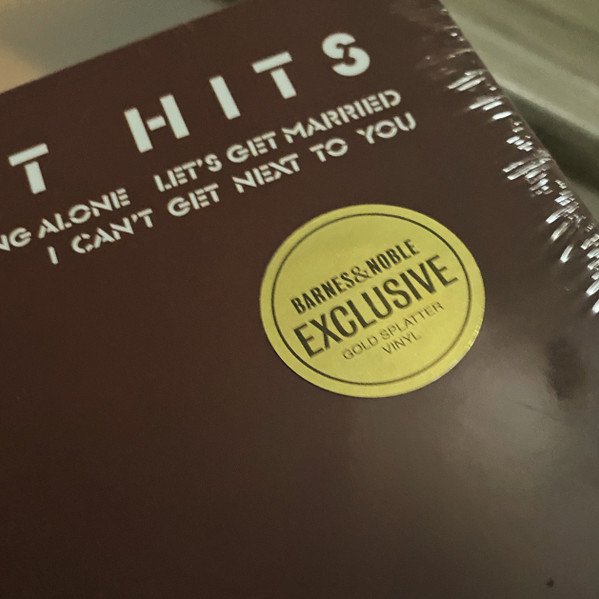 T HITS
NG ALONE LET'S GET MARRIED
I CAN'T GET NEXT TO YOU
BARNES&NOBLE
EXCLUSIVE
GOLD SPLATTER
VINYL